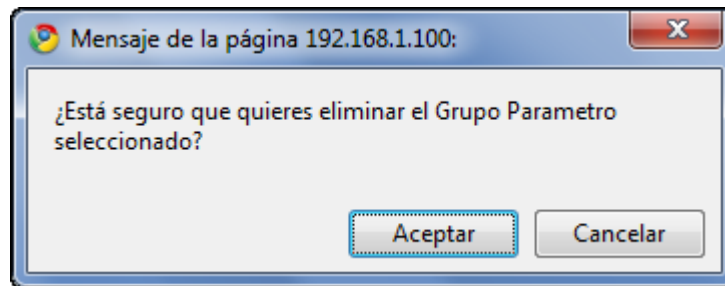 Mensaje de la página 192.168.1.100:
¿Está seguro que quieres eliminar el Grupo Parametro
seleccionado?
Aceptar
Cancelar